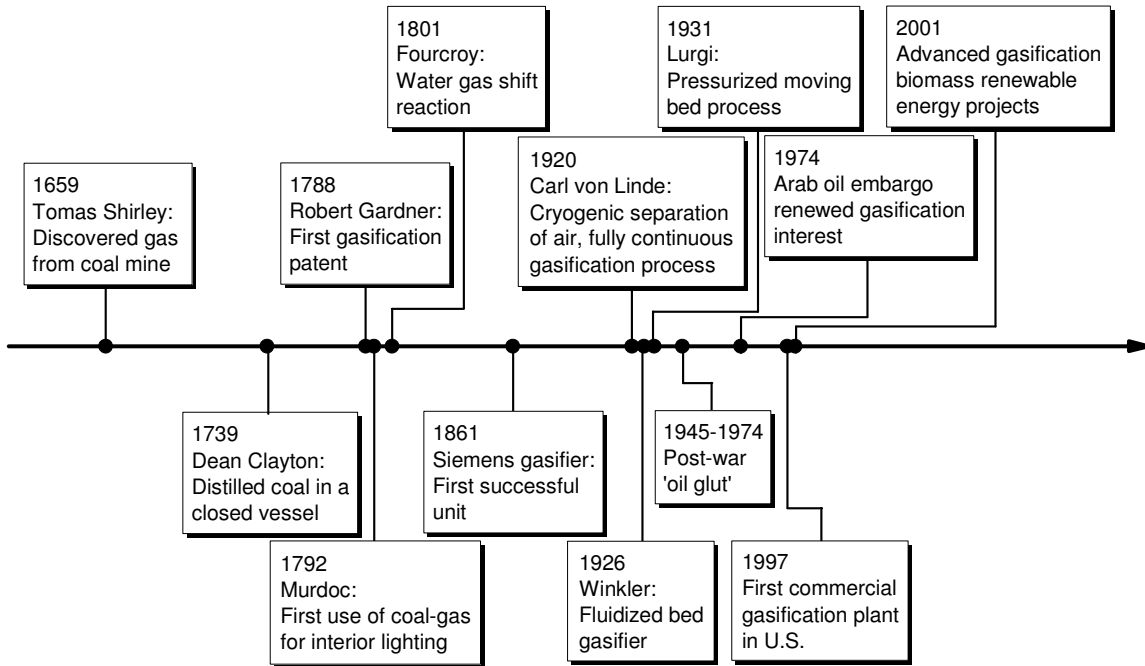 1659
Tomas Shirley:
Discovered gas
from coal mine
1739
Dean Clayton:
Distilled coal in a
closed vessel
1788
Robert Gardner:
First gasification
patent
1792
Murdoc:
First use of coal-gas
for interior lighting
1801
Fourcroy:
Water gas shift
reaction
1861
Siemens gasifier:
First successful
unit
1920
Carl von Linde:
Cryogenic separation
of air, fully continuous
gasification process
1926
Winkler:
Fluidized bed
gasifier
1931
Lurgi:
Pressurized moving
bed process
1945-1974
Post-war
'oil glut'
1974
Arab oil embargo
renewed gasification
interest
1997
First commercial
gasification plant
in U.S.
2001
Advanced gasification
biomass renewable
energy projects